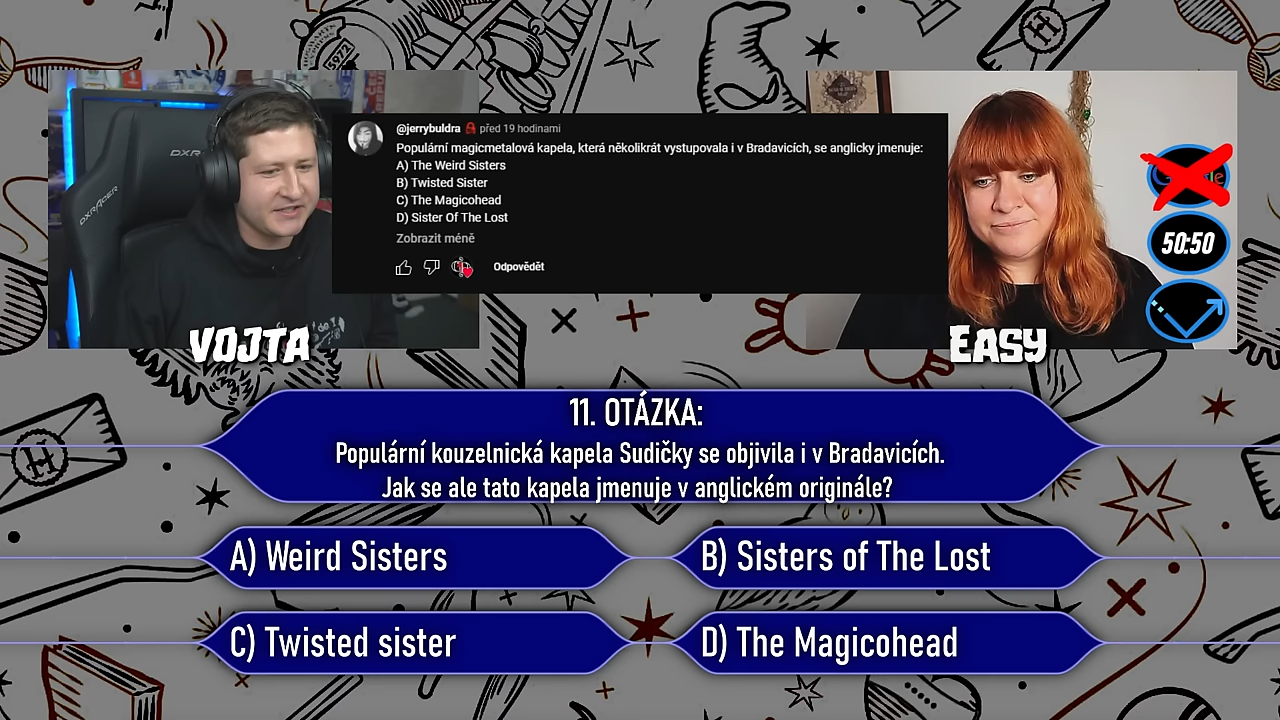 @jerrybuldra před 19 hodinami
Populární magicmetalová kapela, která několikrát vystupovala i v Bradavicích, se anglicky jmenuje:
A) The Weird Sisters
B) Twisted Sister
C) The Magicohead
D) Sister Of The Lost
Zobrazit méně
Odpovědět
DXR
DXRACER
50:50
VOJTA
EASY
11. OTÁZKA:
Populární kouzelnická kapela Sudičky se objivila i v Bradavicích.
Jak se ale tato kapela jmenuje v anglickém originále?
A) Weird Sisters
B) Sisters of The Lost
C) Twisted sister
D) The Magicohead